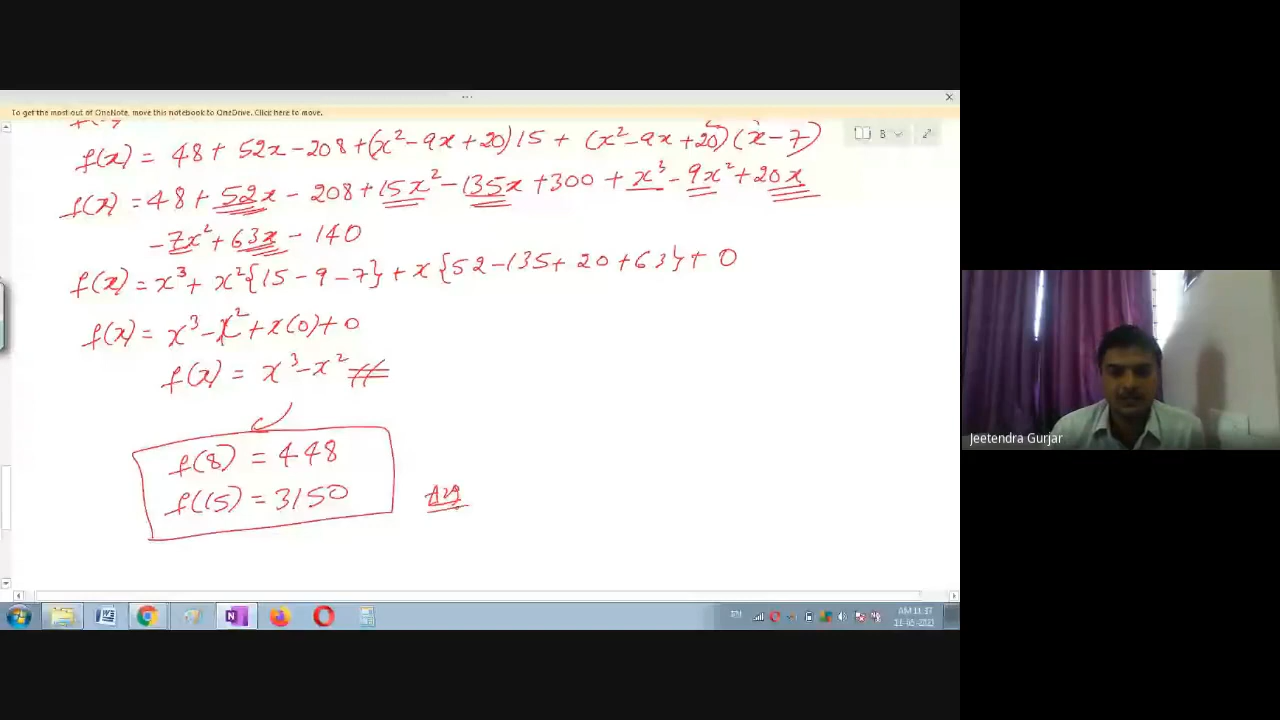 To get the most out of OneNote, move this notebook to OneDrive. Click here to move.
f(x) = 48 + 52x - 208 + (x² - 9x + 20) 15 + (x² - 9x + 20) (x - 7)
f(x) = 48 + 52x - 208 + 15x² - 135x + 300 + x³ - 9x² + 20x
- 7x² + 63x - 140
f(x) = x³ + x² {15 - 9 - 7} + x {52 - 135 + 20 + 63} + 0
f(x) = x³ - x² + x(0) + 0
f(x) = x³ - x²
f(8) = 448
f(15) = 3150
Ans
Jeetendra Gurjar
AM 11:37